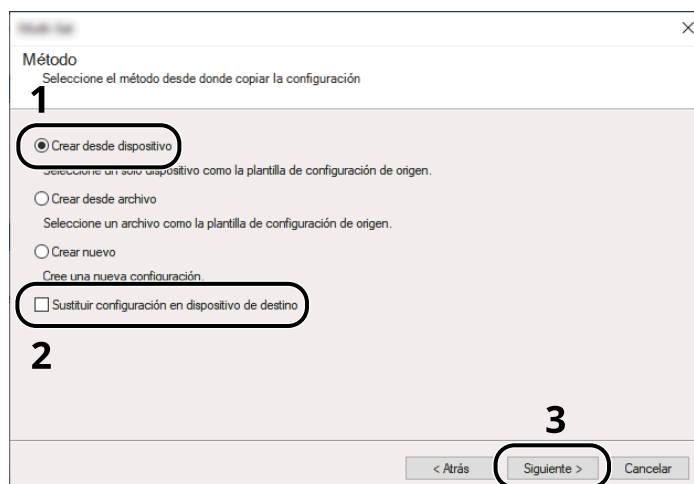 Método
Seleccione el método desde donde copiar la configuración
1
Crear desde dispositivo
Seleccione un solo dispositivo como la plantilla de configuración de origen.
Crear desde archivo
Seleccione un archivo como la plantilla de configuración de origen.
Crear nuevo
Cree una nueva configuración.
Sustituir configuración en dispositivo de destino
2
3
< Atrás Siguiente > Cancelar